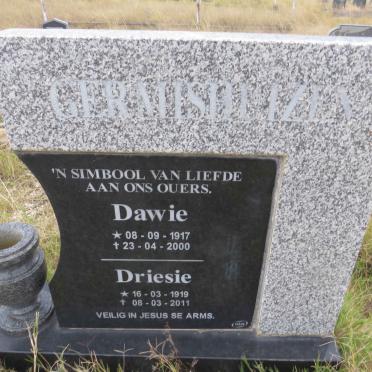 GERMISHUIZEN
'N SIMBOOL VAN LIEFDE
AAN ONS OUERS.
Dawie
★ 08 - 09 - 1917
✝ 23 - 04 - 2000
Driesie
★ 16 - 03 - 1919
✝ 08 - 03 - 2011
VEILIG IN JESUS SE ARMS.